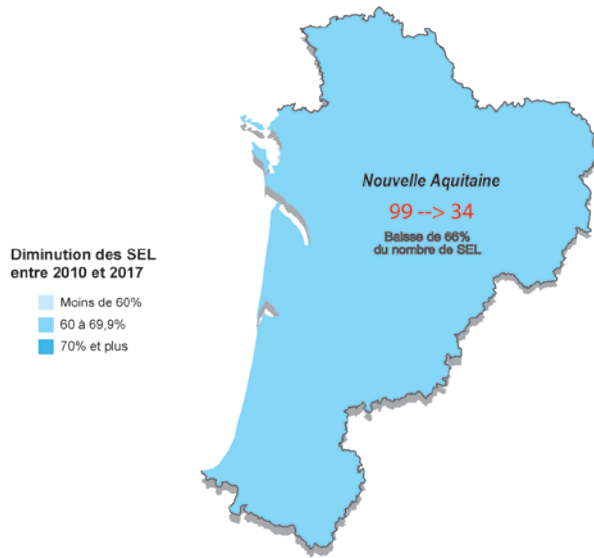 Nouvelle Aquitaine
99 --> 34
Baisse de 66%
du nombre de SEL
Diminution des SEL
entre 2010 et 2017
Moins de 60%
60 à 69,9%
70% et plus